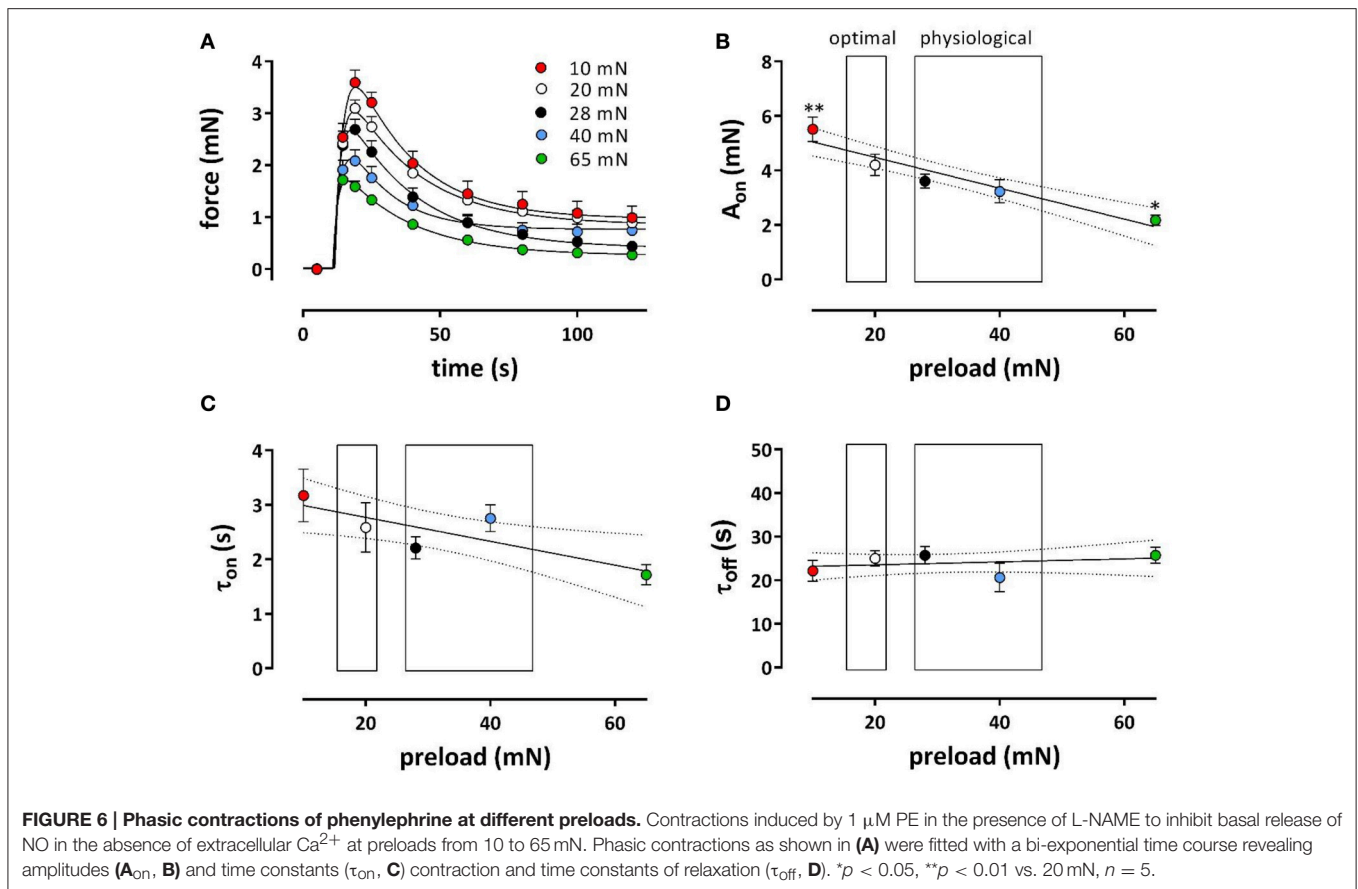 A
force (mN)
4
3
2
1
0
10 mN
20 mN
28 mN
40 mN
65 mN
0 50 100
time (s)
B
optimal physiological
A_on (mN)
8
6
4
2
0
**
*
20 40 60
preload (mN)
C
τ_on (s)
4
3
2
1
0
20 40 60
preload (mN)
D
τ_off (s)
50
40
30
20
10
0
20 40 60
preload (mN)
FIGURE 6 | Phasic contractions of phenylephrine at different preloads. Contractions induced by 1 μM PE in the presence of L-NAME to inhibit basal release of
NO in the absence of extracellular Ca²⁺ at preloads from 10 to 65 mN. Phasic contractions as shown in (A) were fitted with a bi-exponential time course revealing
amplitudes (A_on, B) and time constants (τ_on, C) contraction and time constants of relaxation (τ_off, D). *p < 0.05, **p < 0.01 vs. 20 mN, n = 5.